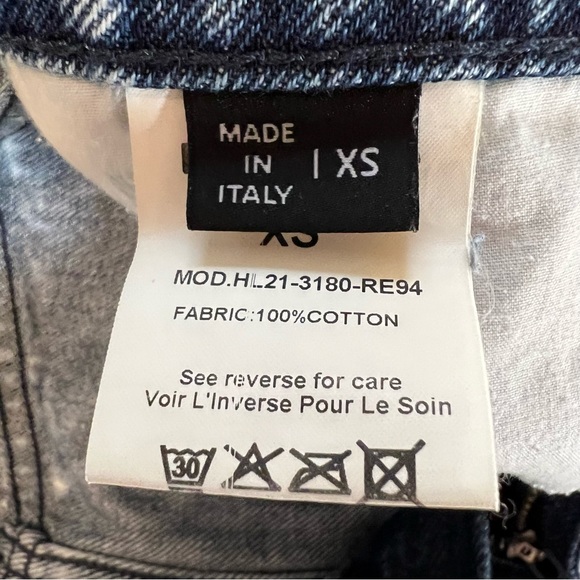 MADE
IN
ITALY
| XS
XS
MOD.HL21-3180-RE94
FABRIC:100%COTTON
See reverse for care
Voir L'Inverse Pour Le Soin
30